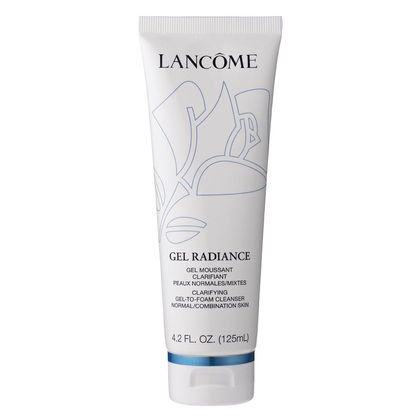 LANCÔME
GEL RADIANCE
GEL MOUSSANT
CLARIFIANT
PEAUX NORMALES/MIXTES
CLARIFYING
GEL-TO-FOAM CLEANSER
NORMAL/COMBINATION SKIN
4.2 FL. OZ. (125mL)